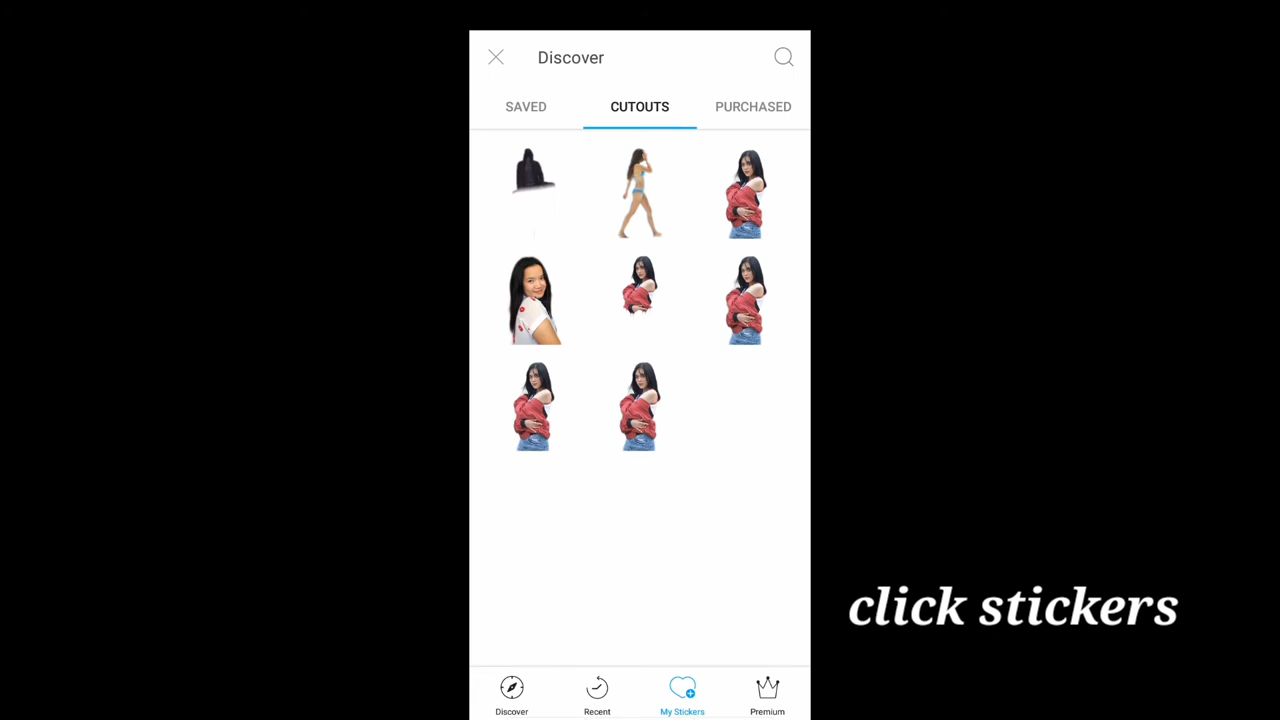 Discover
SAVED CUTOUTS PURCHASED
click stickers
Discover Recent My Stickers Premium